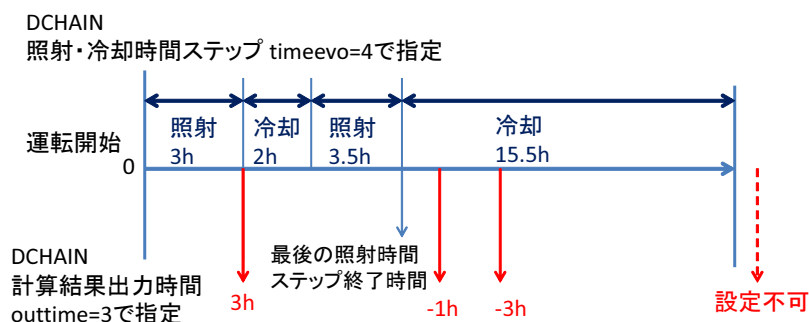 DCHAIN
照射・冷却時間ステップ timeevo=4で指定
照射
3h
冷却
2h
照射
3.5h
冷却
15.5h
運転開始
0
DCHAIN
計算結果出力時間
outtime=3で指定
3h
最後の照射時間
ステップ終了時間
-1h
-3h
設定不可